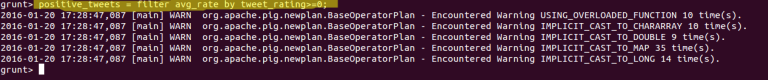 grunt> positive_tweets = filter avg_rate by tweet_rating>=0;
2016-01-20 17:28:47,087 [main] WARN  org.apache.pig.newplan.BaseOperatorPlan - Encountered Warning USING_OVERLOADED_FUNCTION 10 time(s).
2016-01-20 17:28:47,087 [main] WARN  org.apache.pig.newplan.BaseOperatorPlan - Encountered Warning IMPLICIT_CAST_TO_CHARARRAY 10 time(s).
2016-01-20 17:28:47,087 [main] WARN  org.apache.pig.newplan.BaseOperatorPlan - Encountered Warning IMPLICIT_CAST_TO_DOUBLE 9 time(s).
2016-01-20 17:28:47,087 [main] WARN  org.apache.pig.newplan.BaseOperatorPlan - Encountered Warning IMPLICIT_CAST_TO_MAP 35 time(s).
2016-01-20 17:28:47,087 [main] WARN  org.apache.pig.newplan.BaseOperatorPlan - Encountered Warning IMPLICIT_CAST_TO_LONG 14 time(s).
grunt>